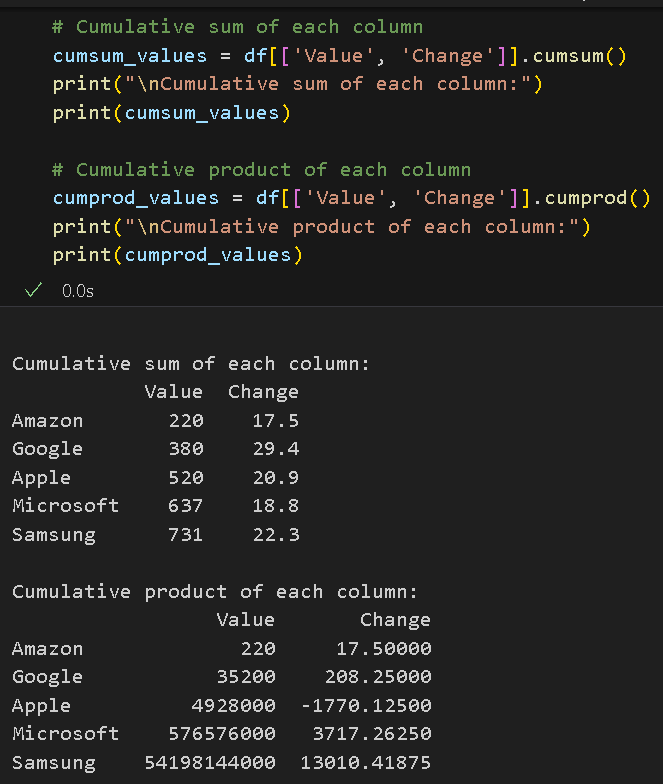 # Cumulative sum of each column
cumsum_values = df[['Value', 'Change']].cumsum()
print("\nCumulative sum of each column:")
print(cumsum_values)
# Cumulative product of each column
cumprod_values = df[['Value', 'Change']].cumprod()
print("\nCumulative product of each column:")
print(cumprod_values)
0.0s
Cumulative sum of each column:
Value Change
Amazon 220 17.5
Google 380 29.4
Apple 520 20.9
Microsoft 637 18.8
Samsung 731 22.3
Cumulative product of each column:
Value Change
Amazon 220 17.50000
Google 35200 208.25000
Apple 4928000 -1770.12500
Microsoft 576576000 3717.26250
Samsung 54198144000 13010.41875